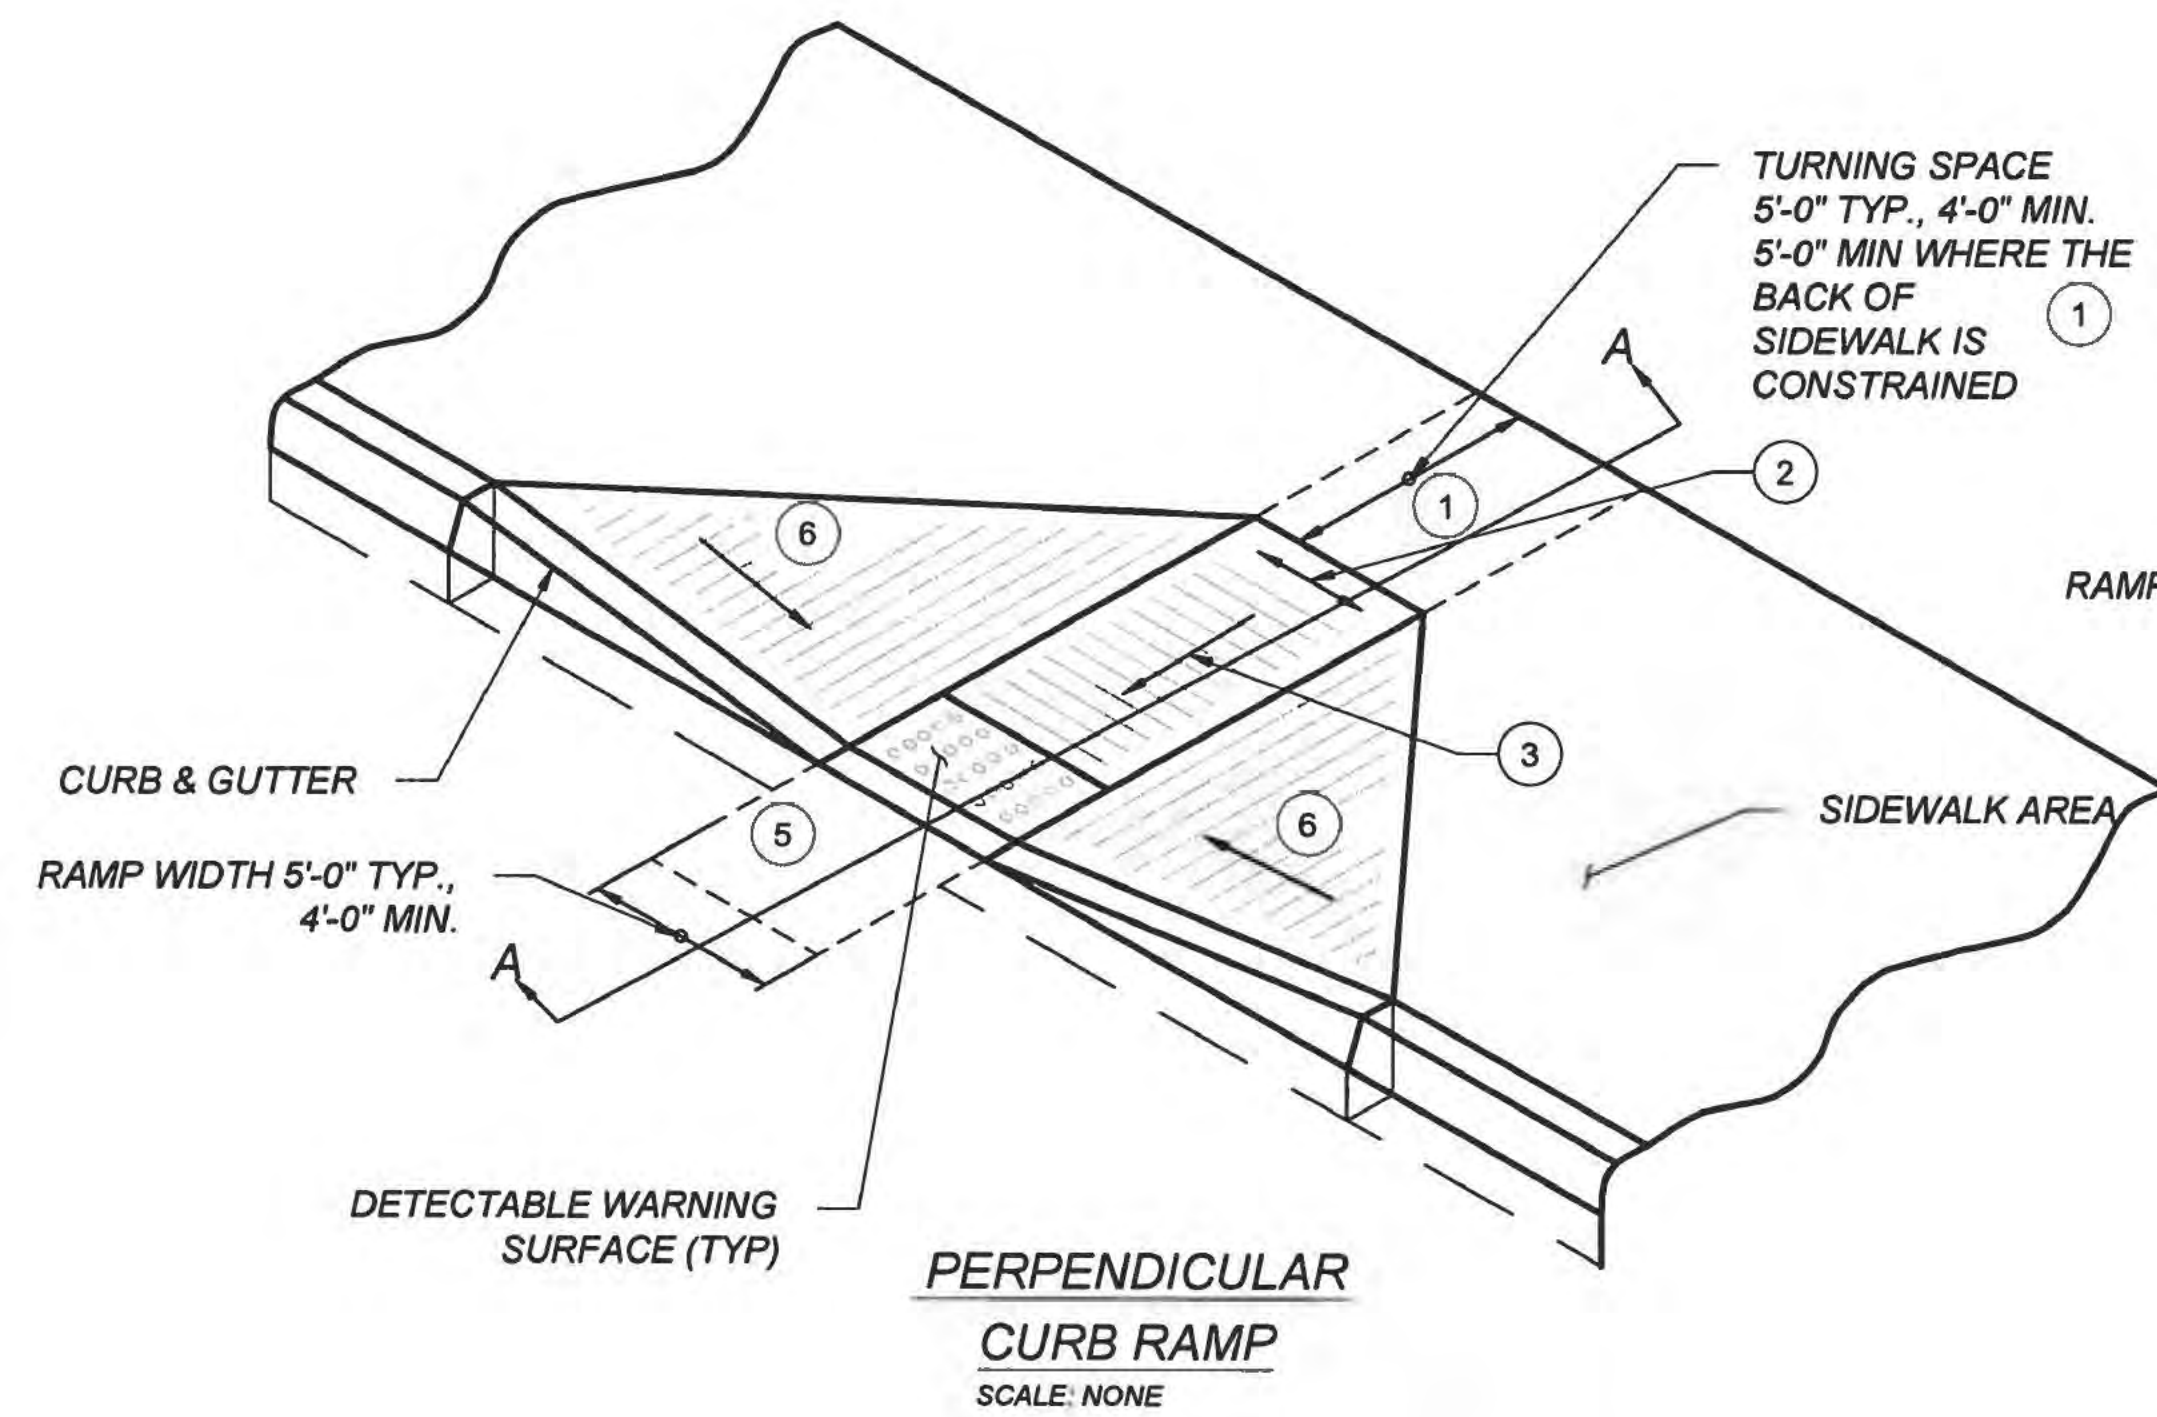 TURNING SPACE
5'-0" TYP., 4'-0" MIN.
5'-0" MIN WHERE THE
BACK OF
1
SIDEWALK IS
CONSTRAINED
A
2
1
6
RAMP
3
CURB & GUTTER
5
6
SIDEWALK AREA
RAMP WIDTH 5'-0" TYP.,
4'-0" MIN.
A
DETECTABLE WARNING
SURFACE (TYP)
PERPENDICULAR
CURB RAMP
SCALE: NONE